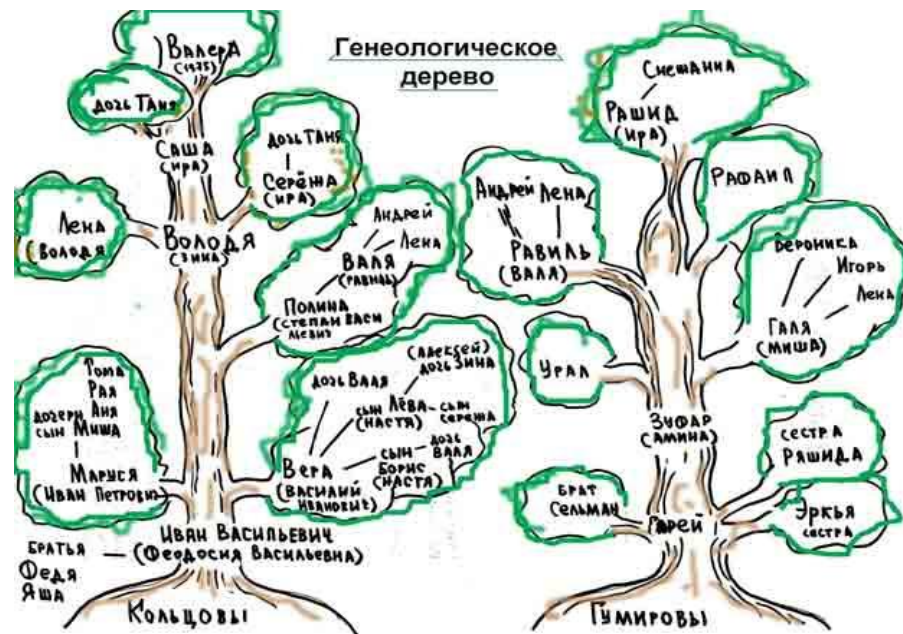 Генеологическое
дерево
Валера
(1975)
дочь Таня
Саша
(Ира)
дочь Таня
Серёжа
(Ира)
Лена
Володя
Володя
(Зина)
Андрей
Лена
Валя
(Равиль)
Полина
(Степан Васи
льевич)
Тома
Рая
Аня
дочери
сын Миша
Маруся
(Иван Петрович)
(Алексей)
дочь Зина
дочь Валя
сын Лёва - сын
(Настя) Серёжа
Вера
(Василий
Иванович)
сын
Борис
(Настя)
дочь
Валя
Иван Васильевич
(Феодосия Васильевна)
Братья
Федя
Яша
Кольцовы
Снежанна
Рашид
(Ира)
Рафаил
Андрей Лена
Равиль
(Валя)
Вероника
Игорь
Лена
Галя
(Миша)
Урал
Зуфар
(Амина)
сестра
Рашида
брат
Сельман
Гарей
Эркья
сестра
Гумировы